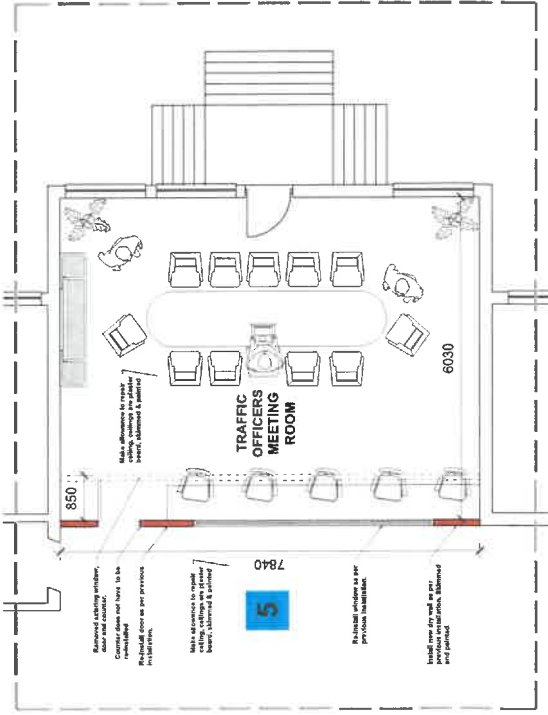 850
Make allowance to repair
ceiling, ceilings are plaster
board, skimmed & painted
TRAFFIC
OFFICERS
MEETING
ROOM
6030
Removed existing window,
door and counter.
Counter does not have to be
re-installed
Re-install door as per previous
installation.
Make allowance to repair
ceiling, ceilings are plaster
board, skimmed & painted
7840
5
Re-install window as per
previous installation.
Install new dry wall as per
previous installation. Skimmed
and painted.